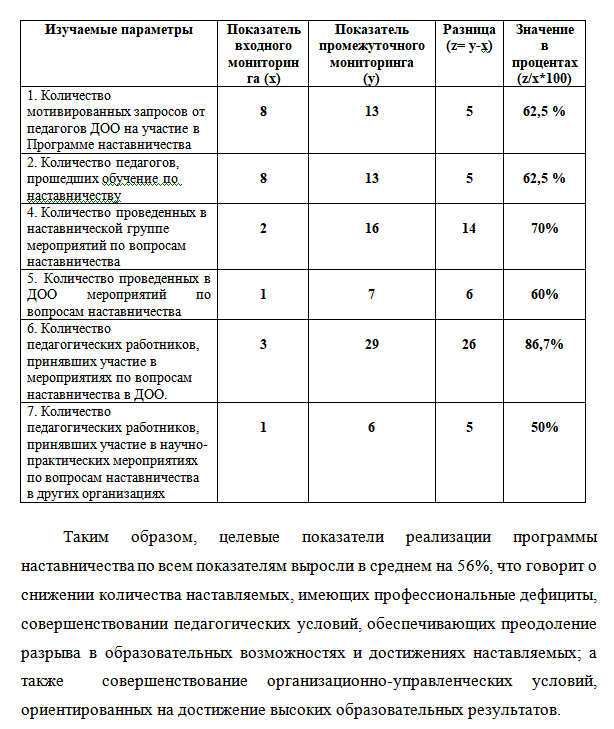 Изучаемые параметры
Показатель
входного
мониторин
га (х)
Показатель
промежуточного
мониторинга
(y)
Разница
(z= y-x)
Значение
в
процентах
(z/x*100)
1. Количество
мотивированных запросов от
педагогов ДОО на участие в
Программе наставничества
8
13
5
62,5 %
2. Количество педагогов,
прошедших обучение по
наставничеству
8
13
5
62,5 %
4. Количество проведенных в
наставнической группе
мероприятий по вопросам
наставничества
2
16
14
70%
5. Количество проведенных в
ДОО мероприятий по
вопросам наставничества
1
7
6
60%
6. Количество
педагогических работников,
принявших участие в
мероприятиях по вопросам
наставничества в ДОО.
3
29
26
86,7%
7. Количество
педагогических работников,
принявших участие в научно-
практических мероприятиях
по вопросам наставничества
в других организациях
1
6
5
50%
Таким образом, целевые показатели реализации программы
наставничества по всем показателям выросли в среднем на 56%, что говорит о
снижении количества наставляемых, имеющих профессиональные дефициты,
совершенствовании педагогических условий, обеспечивающих преодоление
разрыва в образовательных возможностях и достижениях наставляемых; а
также совершенствование организационно-управленческих условий,
ориентированных на достижение высоких образовательных результатов.